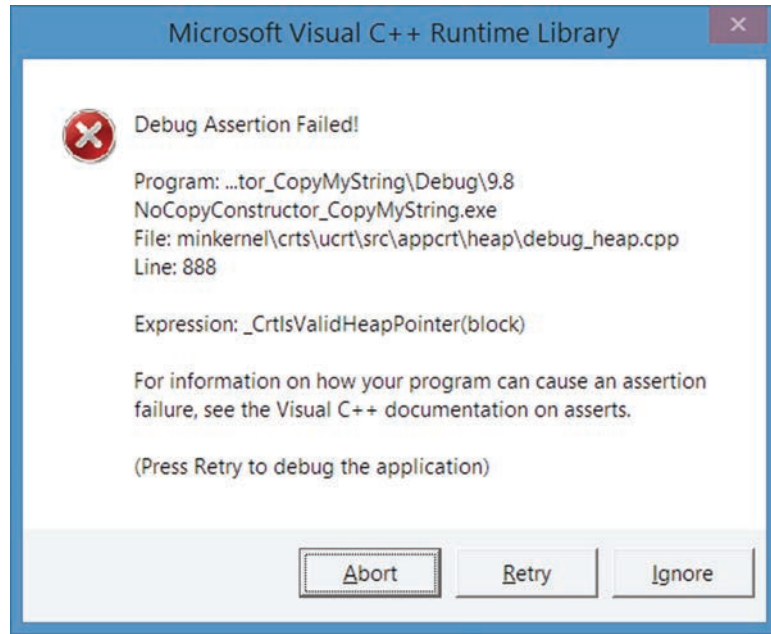 Microsoft Visual C++ Runtime Library
Debug Assertion Failed!
Program: ...tor_CopyMyString\Debug\9.8
NoCopyConstructor_CopyMyString.exe
File: minkernel\crts\ucrt\src\appcrt\heap\debug_heap.cpp
Line: 888
Expression: _CrtIsValidHeapPointer(block)
For information on how your program can cause an assertion
failure, see the Visual C++ documentation on asserts.
(Press Retry to debug the application)
Abort Retry Ignore